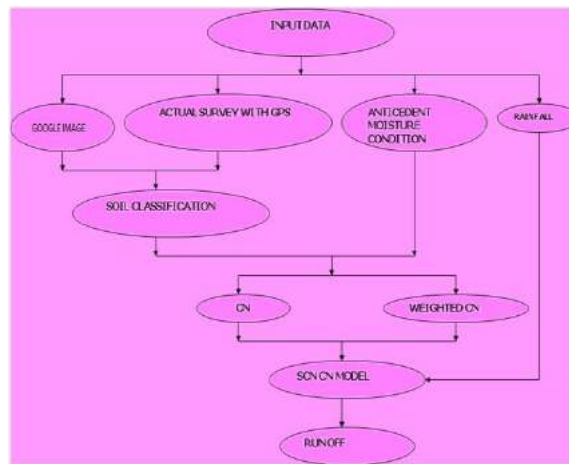 INPUT DATA
GOOGLE IMAGE
ACTUAL SURVEY WITH GPS
ANTICEDENT
MOISTURE
CONDITION
RAINFALL
SOIL CLASSIFICATION
CN
WEIGHTED CN
SCN CN MODEL
RUNOFF